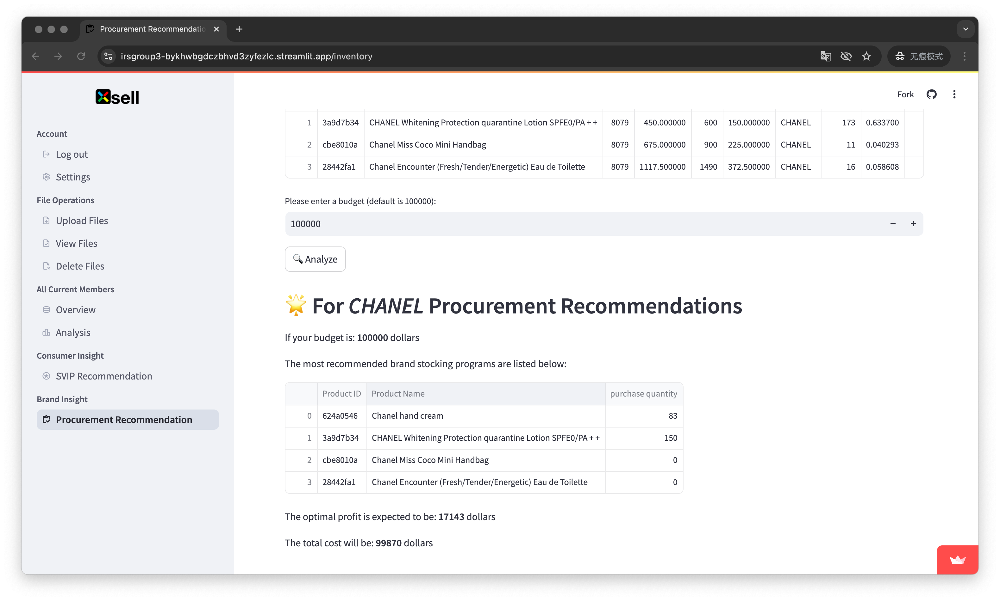 Procurement Recommendatio
irsgroup3-bykhwbgdczbhvd3zyfezlc.streamlit.app/inventory
无痕模式
Xsell
Account
Log out
Settings
File Operations
Upload Files
View Files
Delete Files
All Current Members
Overview
Analysis
Consumer Insight
SVIP Recommendation
Brand Insight
Procurement Recommendation
Fork
1 3a9d7b34 CHANEL Whitening Protection quarantine Lotion SPFE0/PA + + 8079 450.000000 600 150.000000 CHANEL 173 0.633700
2 cbe8010a Chanel Miss Coco Mini Handbag 8079 675.000000 900 225.000000 CHANEL 11 0.040293
3 28442fa1 Chanel Encounter (Fresh/Tender/Energetic) Eau de Toilette 8079 1117.500000 1490 372.500000 CHANEL 16 0.058608
Please enter a budget (default is 100000):
100000
Analyze
For CHANEL Procurement Recommendations
If your budget is: 100000 dollars
The most recommended brand stocking programs are listed below:
Product ID Product Name purchase quantity
0 624a0546 Chanel hand cream 83
1 3a9d7b34 CHANEL Whitening Protection quarantine Lotion SPFE0/PA + + 150
2 cbe8010a Chanel Miss Coco Mini Handbag 0
3 28442fa1 Chanel Encounter (Fresh/Tender/Energetic) Eau de Toilette 0
The optimal profit is expected to be: 17143 dollars
The total cost will be: 99870 dollars